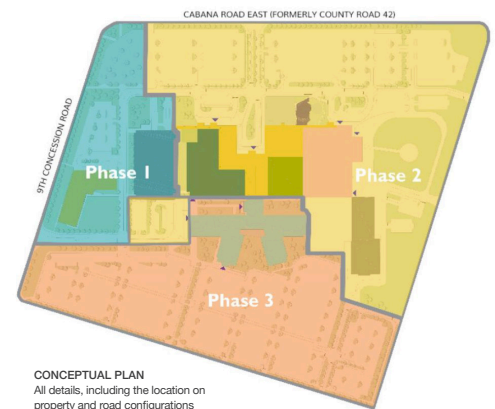 CABANA ROAD EAST (FORMERLY COUNTY ROAD 42)
9TH CONCESSION ROAD
Phase 1
Phase 2
Phase 3
CONCEPTUAL PLAN
All details, including the location on
property and road configurations